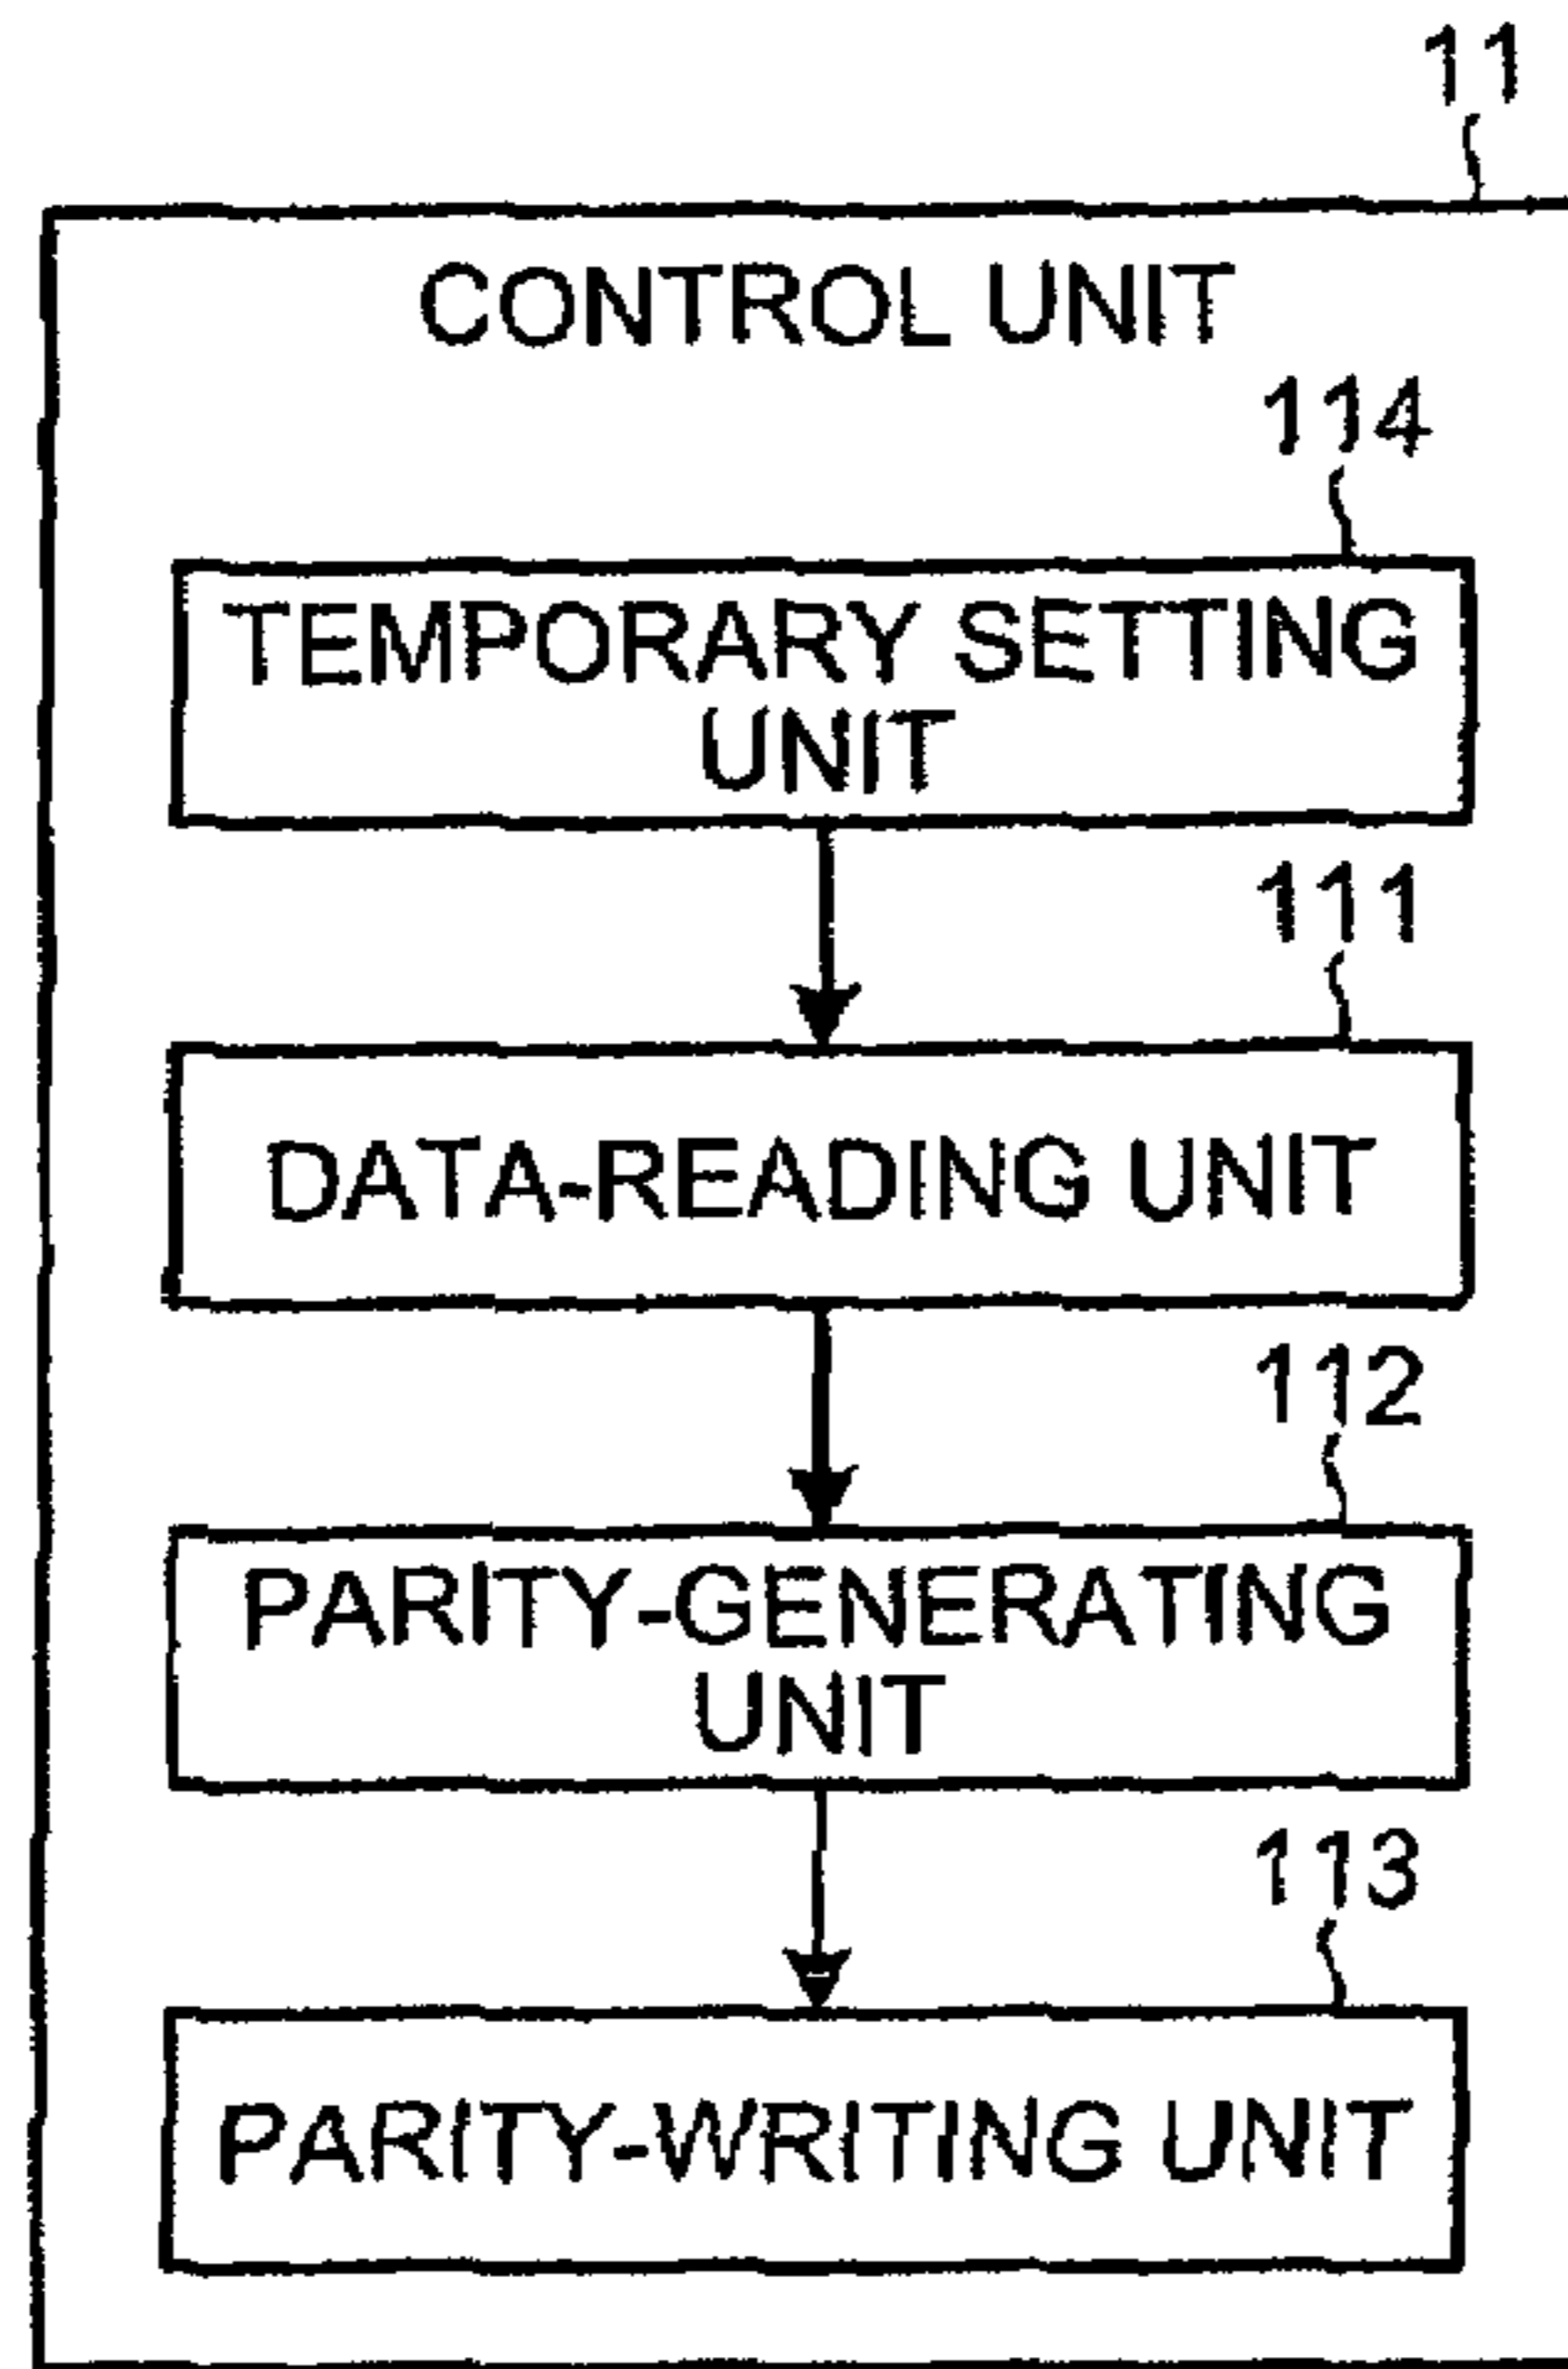 11
CONTROL UNIT
114
TEMPORARY SETTING
UNIT
111
DATA-READING UNIT
112
PARITY-GENERATING
UNIT
113
PARITY-WRITING UNIT